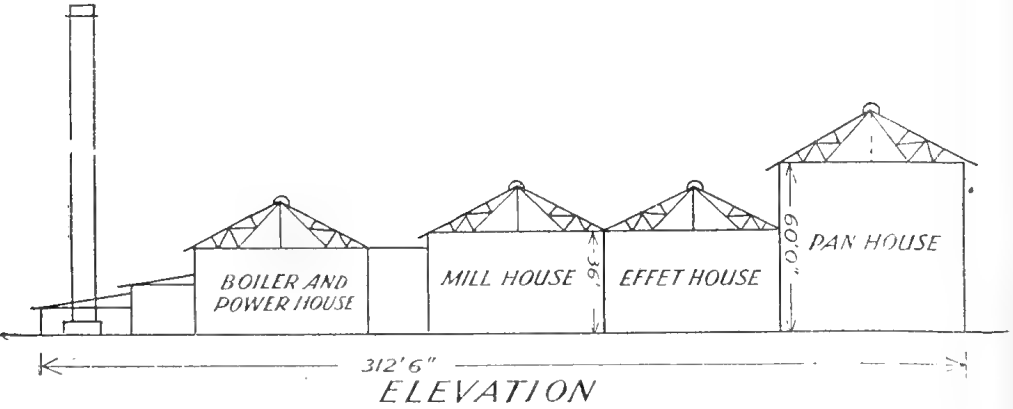 BOILER AND
POWER HOUSE
MILL HOUSE
36'
EFFET HOUSE
60'0"
PAN HOUSE
312'6"
ELEVATION